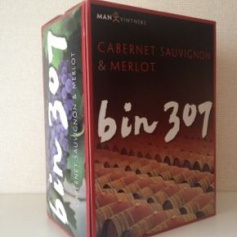 MAN VINTNERS
CABERNET SAUVIGNON
& MERLOT
bin 307
bin 307
CABERNET SAUVIGNON & MERLOT